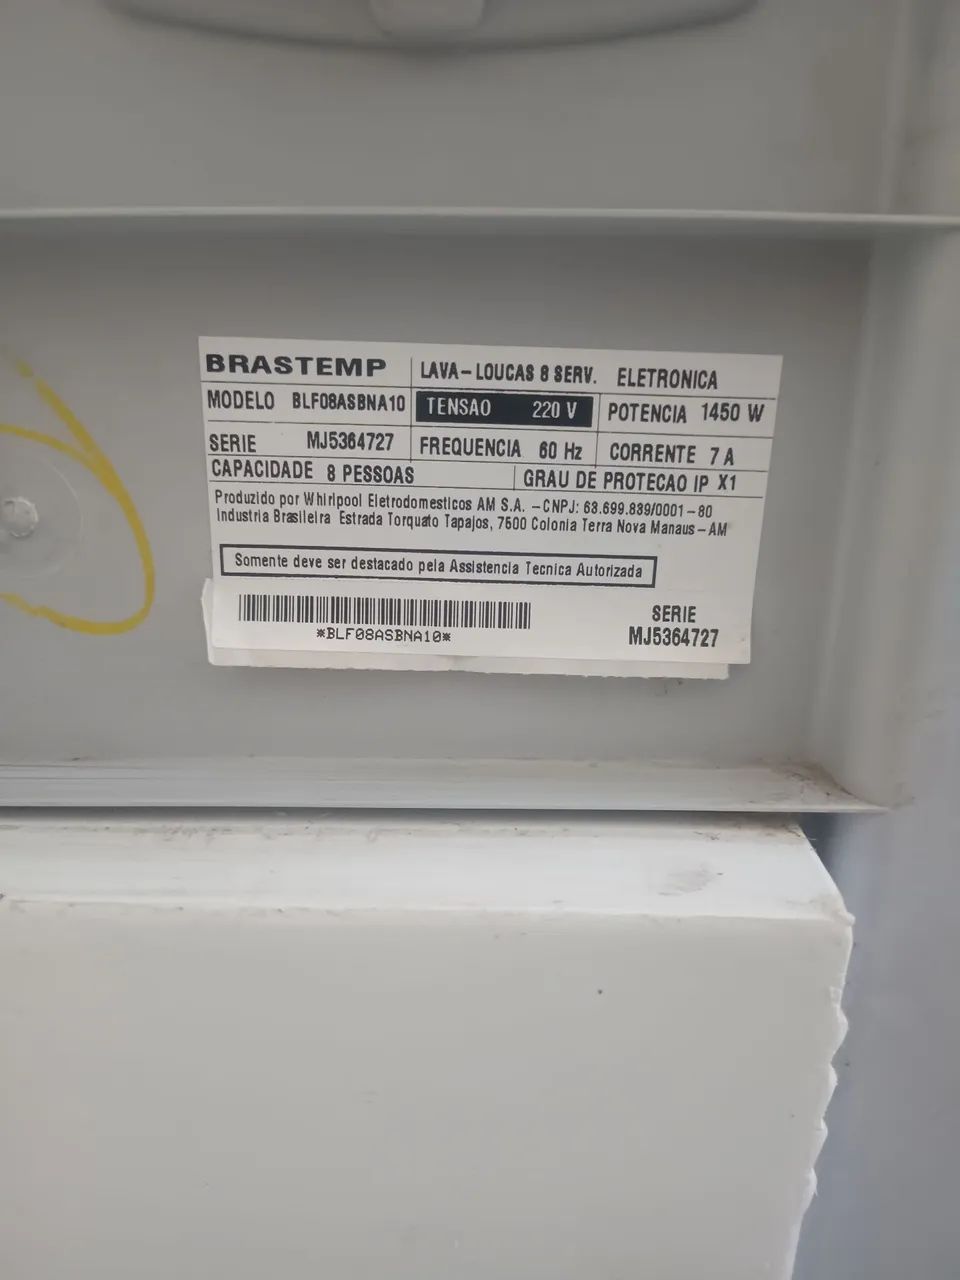 BRASTEMP LAVA-LOUCAS 8 SERV. ELETRONICA
MODELO BLF08ASBNA10 TENSAO 220 V POTENCIA 1450 W
SERIE MJ5364727 FREQUENCIA 60 Hz CORRENTE 7 A
CAPACIDADE 8 PESSOAS GRAU DE PROTECAO IP X1
Produzido por Whirlpool Eletrodomesticos AM S.A. -CNPJ: 63.699.839/0001-80
Industria Brasileira Estrada Torquato Tapajos, 7500 Colonia Terra Nova Manaus-AM
Somente deve ser destacado pela Assistencia Tecnica Autorizada
*BLF08ASBNA10*
SERIE
MJ5364727